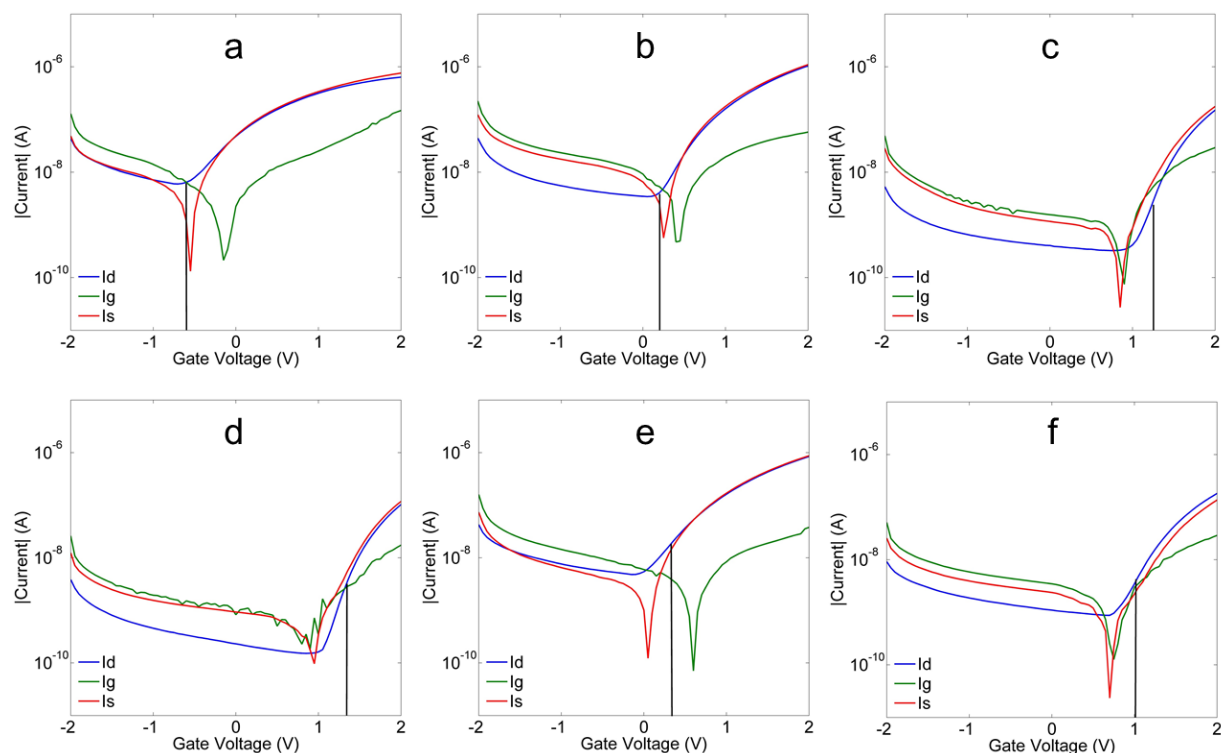 a
10^-6
10^-8
10^-10
|Current| (A)
Id
Ig
Is
-2 -1 0 1 2
Gate Voltage (V)
b
10^-6
10^-8
10^-10
|Current| (A)
Id
Ig
Is
-2 -1 0 1 2
Gate Voltage (V)
c
10^-6
10^-8
10^-10
|Current| (A)
Id
Ig
Is
-2 -1 0 1 2
Gate Voltage (V)
d
10^-6
10^-8
10^-10
|Current| (A)
Id
Ig
Is
-2 -1 0 1 2
Gate Voltage (V)
e
10^-6
10^-8
10^-10
|Current| (A)
Id
Ig
Is
-2 -1 0 1 2
Gate Voltage (V)
f
10^-6
10^-8
10^-10
|Current| (A)
Id
Ig
Is
-2 -1 0 1 2
Gate Voltage (V)